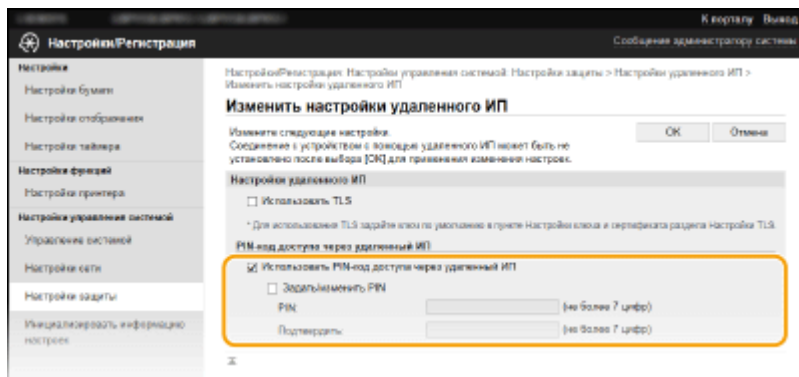 К порталу Выход
Настройки/Регистрация
Сообщение администратору системы
Настройки
Настройки бумаги
Настройки отображения
Настройки таймера
Настройки функций
Настройки принтера
Настройки управления системой
Управление системой
Настройки сети
Настройки защиты
Инициализировать информацию
настроек
Настройки/Регистрация: Настройки управления системой: Настройки защиты > Настройки удаленного ИП >
Изменить настройки удаленного ИП
Изменить настройки удаленного ИП
Измените следующие настройки.
Соединение с устройством с помощью удаленного ИП может быть не
установлено после выбора [OK] для применения изменения настроек.
OK Отмена
Настройки удаленного ИП
Использовать TLS
* Для использования TLS задайте ключ по умолчанию в пункте Настройки ключа и сертификата раздела Настройки TLS.
PIN-код доступа через удаленный ИП
Использовать PIN-код доступа через удаленный ИП
Задать/изменить PIN
PIN: (не более 7 цифр)
Подтвердить: (не более 7 цифр)